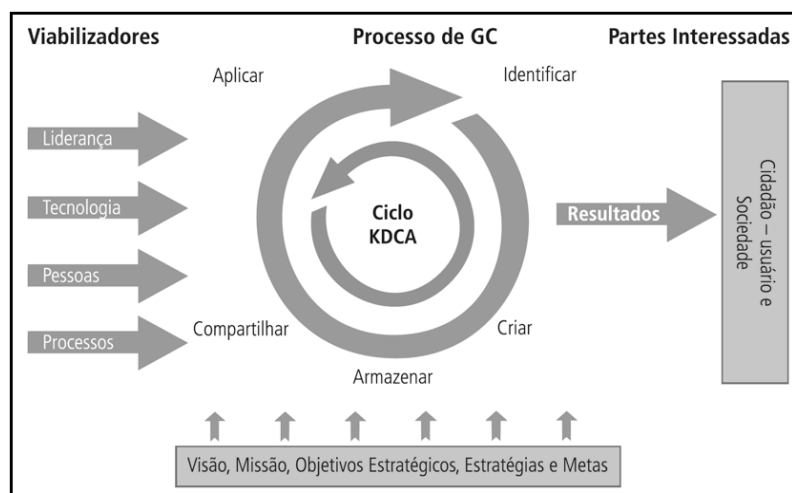 Viabilizadores
Processo de GC
Partes Interessadas
Aplicar
Identificar
Liderança
Tecnologia
Pessoas
Processos
Ciclo
KDCA
Resultados
Cidadão – usuário e
Sociedade
Compartilhar
Criar
Armazenar
Visão, Missão, Objetivos Estratégicos, Estratégias e Metas